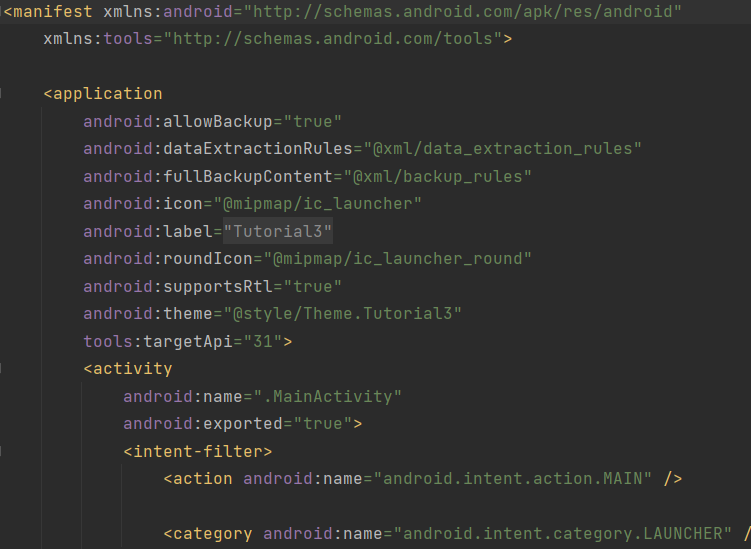 <manifest xmlns:android="http://schemas.android.com/apk/res/android"
    xmlns:tools="http://schemas.android.com/tools">

    <application
        android:allowBackup="true"
        android:dataExtractionRules="@xml/data_extraction_rules"
        android:fullBackupContent="@xml/backup_rules"
        android:icon="@mipmap/ic_launcher"
        android:label="Tutorial3"
        android:roundIcon="@mipmap/ic_launcher_round"
        android:supportsRtl="true"
        android:theme="@style/Theme.Tutorial3"
        tools:targetApi="31">
        <activity
            android:name=".MainActivity"
            android:exported="true">
            <intent-filter>
                <action android:name="android.intent.action.MAIN" />

                <category android:name="android.intent.category.LAUNCHER" /